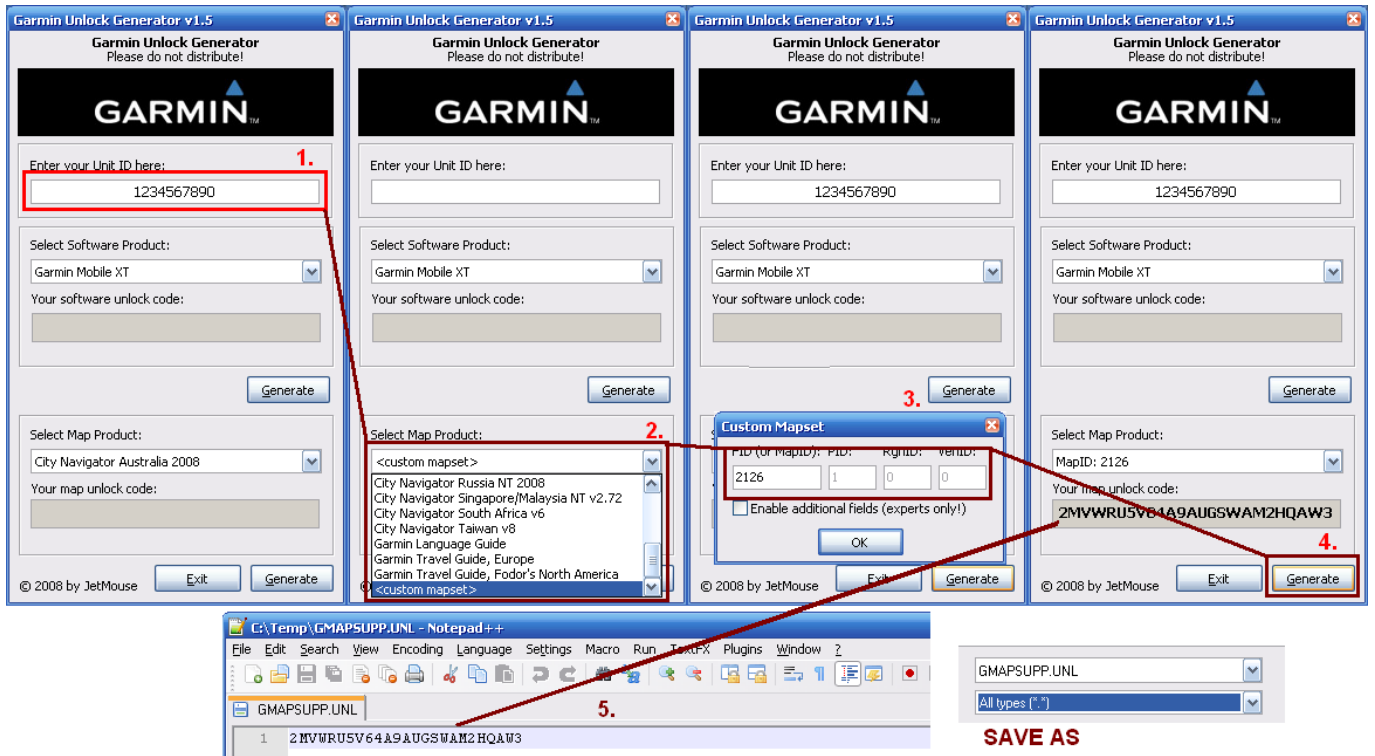 Garmin Unlock Generator v1.5
Garmin Unlock Generator
Please do not distribute!
GARMIN™
Enter your Unit ID here:
1.
1234567890
Select Software Product:
Garmin Mobile XT
Your software unlock code:
Generate
Select Map Product:
City Navigator Australia 2008
Your map unlock code:
© 2008 by JetMouse
Exit
Generate
Garmin Unlock Generator v1.5
Garmin Unlock Generator
Please do not distribute!
GARMIN™
Enter your Unit ID here:
Select Software Product:
Garmin Mobile XT
Your software unlock code:
Generate
Select Map Product:
2.
<custom mapset>
City Navigator Russia NT 2008
City Navigator Singapore/Malaysia NT v2.72
City Navigator South Africa v6
City Navigator Taiwan v8
Garmin Language Guide
Garmin Travel Guide, Europe
Garmin Travel Guide, Fodor's North America
<custom mapset>
Garmin Unlock Generator v1.5
Garmin Unlock Generator
Please do not distribute!
GARMIN™
Enter your Unit ID here:
1234567890
Select Software Product:
Garmin Mobile XT
Your software unlock code:
3.
Generate
Custom Mapset
FID (or MapID): PID: RgnID: VenID:
2126 1 0 0
Enable additional fields (experts only!)
OK
© 2008 by JetMouse
Exit
Generate
Garmin Unlock Generator v1.5
Garmin Unlock Generator
Please do not distribute!
GARMIN™
Enter your Unit ID here:
1234567890
Select Software Product:
Garmin Mobile XT
Your software unlock code:
Generate
Select Map Product:
MapID: 2126
Your map unlock code:
2MVWRU5V64A9AUGSWAM2HQAW3
4.
© 2008 by JetMouse
Exit
Generate
C:\Temp\GMAPSUPP.UNL - Notepad++
File Edit Search View Encoding Language Settings Macro Run TextFX Plugins Window ?
GMAPSUPP.UNL
5.
1 2MVWRU5V64A9AUGSWAM2HQAW3
GMAPSUPP.UNL
All types (*.*)
SAVE AS